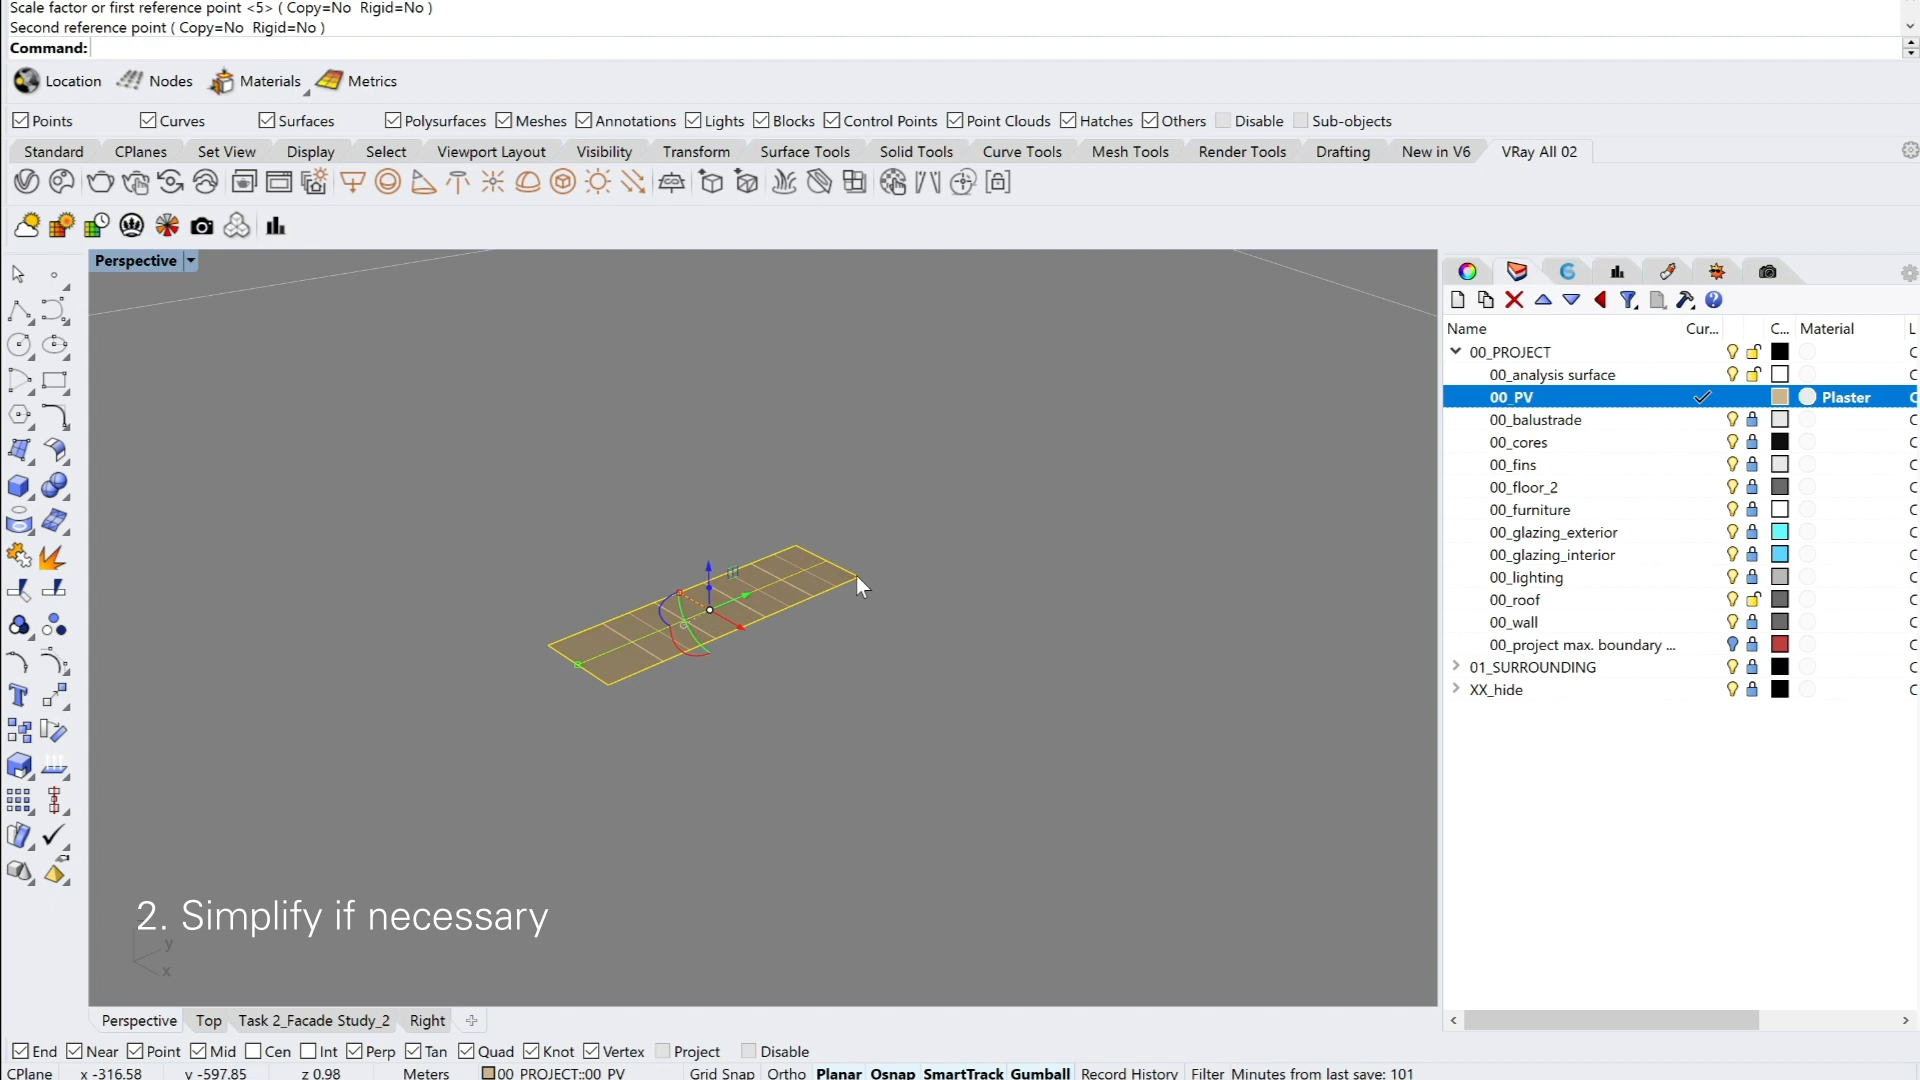 Scale factor or first reference point <5> ( Copy=No Rigid=No )
Second reference point ( Copy=No Rigid=No )
Command:
Location Nodes Materials Metrics
Points Curves Surfaces Polysurfaces Meshes Annotations Lights Blocks Control Points Point Clouds Hatches Others Disable Sub-objects
Standard CPlanes Set View Display Select Viewport Layout Visibility Transform Surface Tools Solid Tools Curve Tools Mesh Tools Render Tools Drafting New in V6 VRay All 02
Perspective
Name Cur... C... Material L
00_PROJECT C
00_analysis surface C
00_PV Plaster C
00_balustrade C
00_cores C
00_fins C
00_floor_2 C
00_furniture C
00_glazing_exterior C
00_glazing_interior C
00_lighting C
00_roof C
00_wall C
00_project max. boundary ... C
01_SURROUNDING C
XX_hide C
2. Simplify if necessary
y
x
Perspective Top Task 2_Facade Study_2 Right
End Near Point Mid Cen Int Perp Tan Quad Knot Vertex Project Disable
CPlane x -316.58 y -597.85 z 0.98 Meters 00_PROJECT::00_PV Grid Snap Ortho Planar Osnap SmartTrack Gumball Record History Filter Minutes from last save: 101